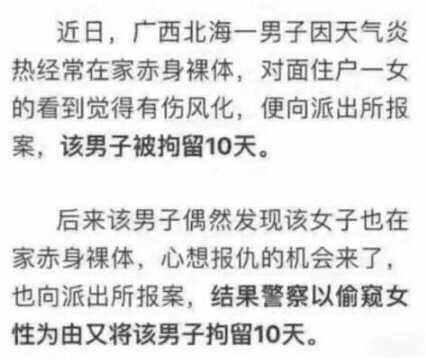 近日，广西北海一男子因天气炎
热经常在家赤身裸体，对面住户一女
的看到觉得有伤风化，便向派出所报
案，该男子被拘留10天。
后来该男子偶然发现该女子也在
家赤身裸体，心想报仇的机会来了，
也向派出所报案，结果警察以偷窥女
性为由又将该男子拘留10天。